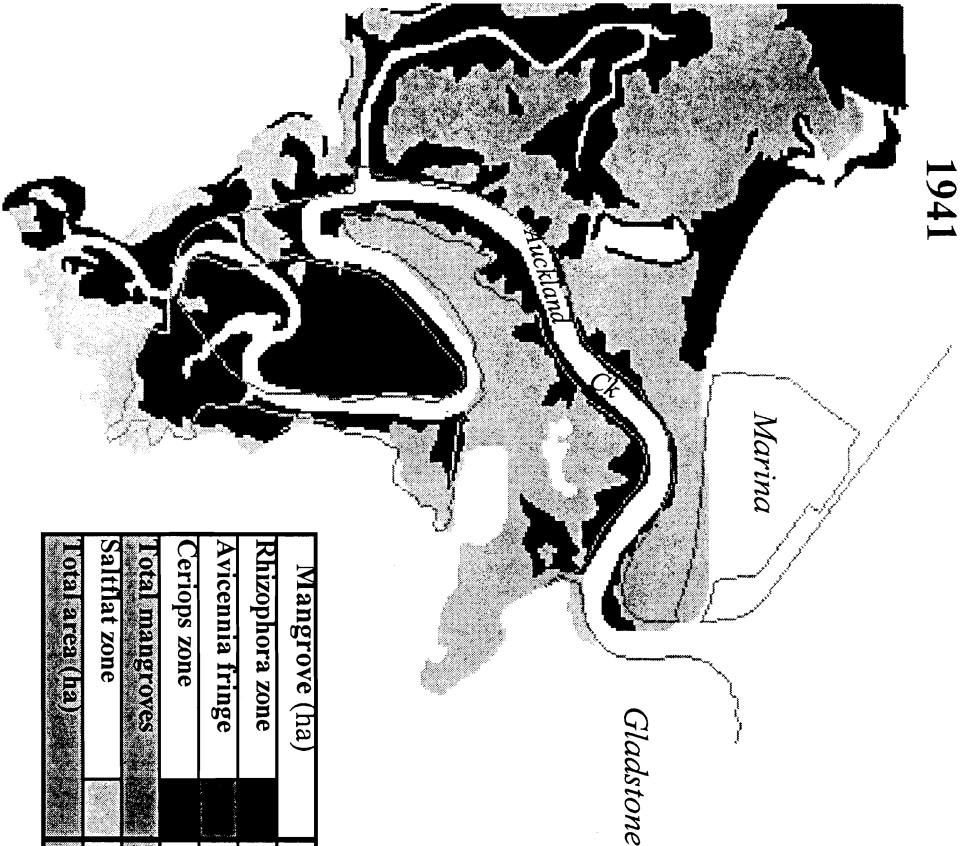 1941
Marina
Auckland
Ck
Gladstone
Mangrove (ha)
Rhizophora zone
Avicennia fringe
Ceriops zone
Total mangroves
Saltflat zone
Total area (ha)